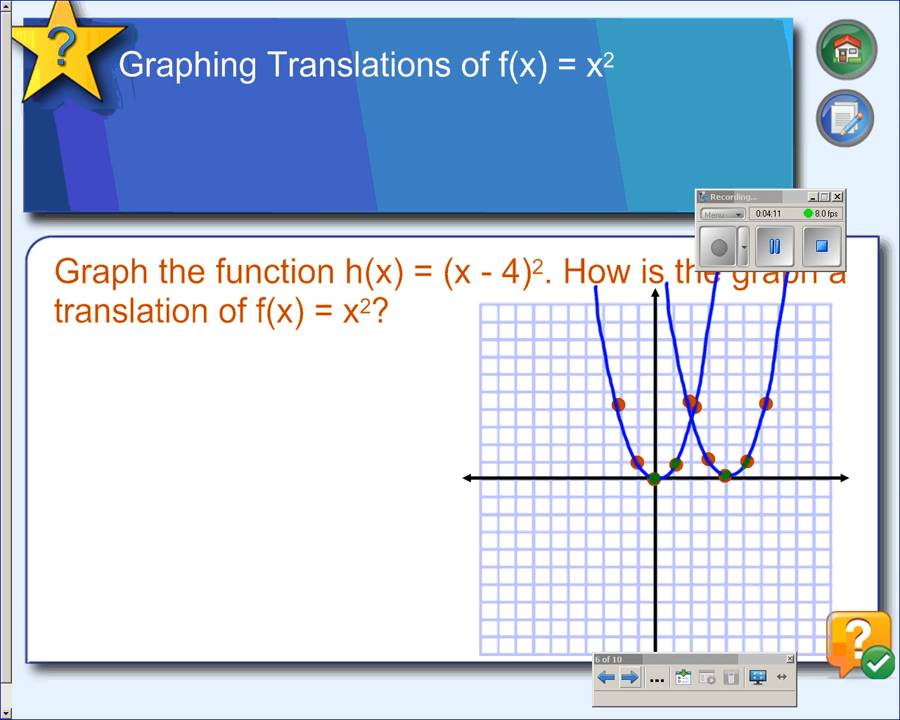 Graphing Translations of f(x) = x²
Recording...
Menu
0:04:11
8.0 fps
Graph the function h(x) = (x - 4)². How is the graph a
translation of f(x) = x²?
6 of 10